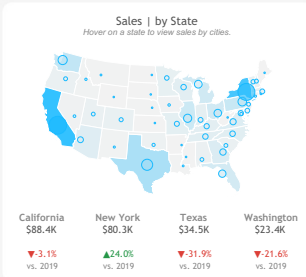 Sales | by State
Hover on a state to view sales by cities.
California New York Texas Washington
$88.4K $80.3K $34.5K $23.4K
▼-3.1% ▲24.0% ▼-31.9% ▼-21.6%
vs. 2019 vs. 2019 vs. 2019 vs. 2019